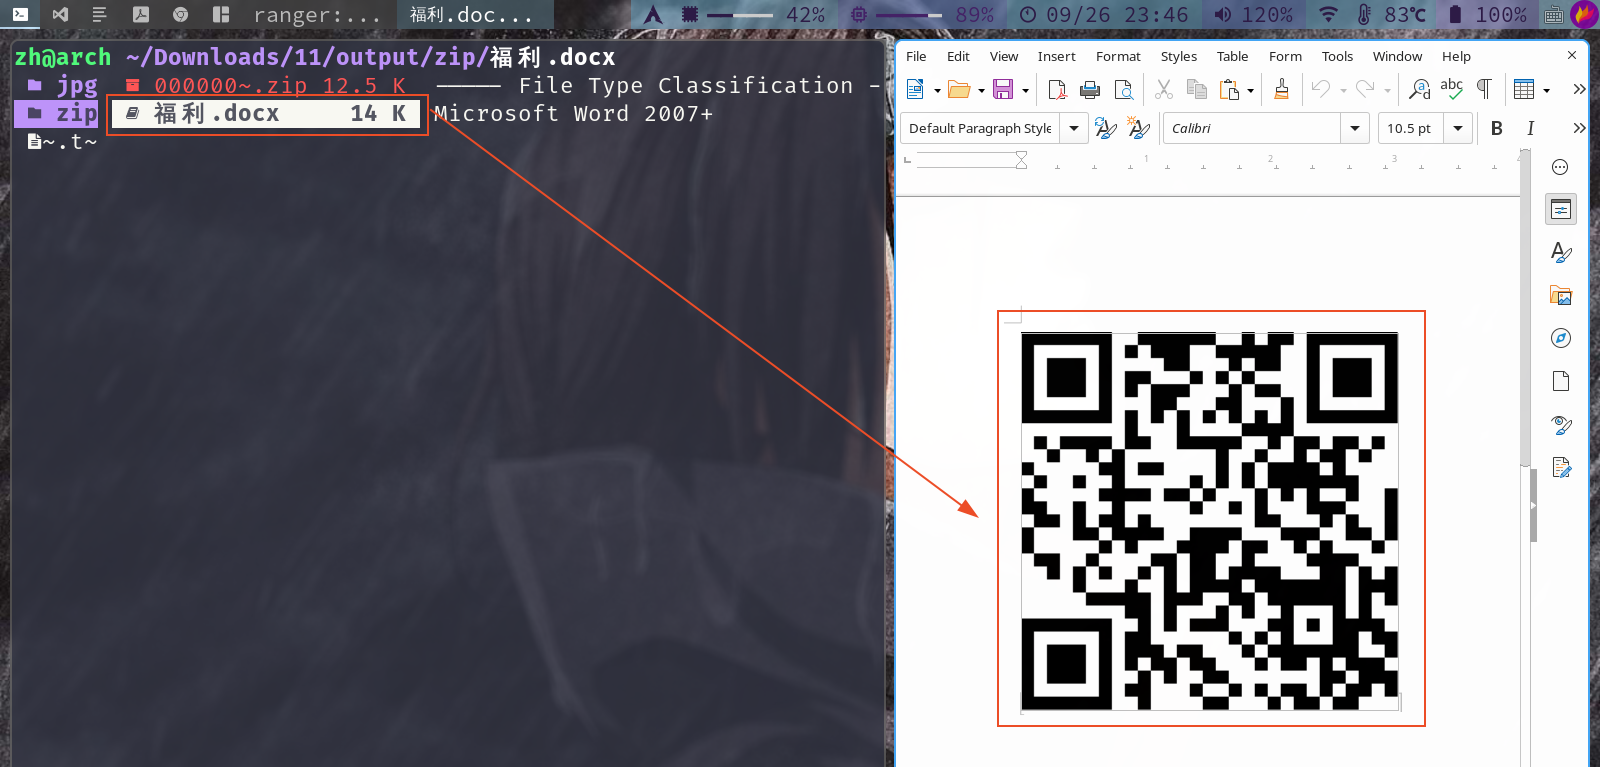 ranger:... 福利.doc... 42% 89% 09/26 23:46 120% 83℃ 100%
zh@arch ~/Downloads/11/output/zip/福利.docx
jpg 000000~.zip 12.5 K ───── File Type Classification -
zip 福利.docx 14 K Microsoft Word 2007+
~.t~
File Edit View Insert Format Styles Table Form Tools Window Help
Default Paragraph Style Calibri 10.5 pt B I
1 2 3